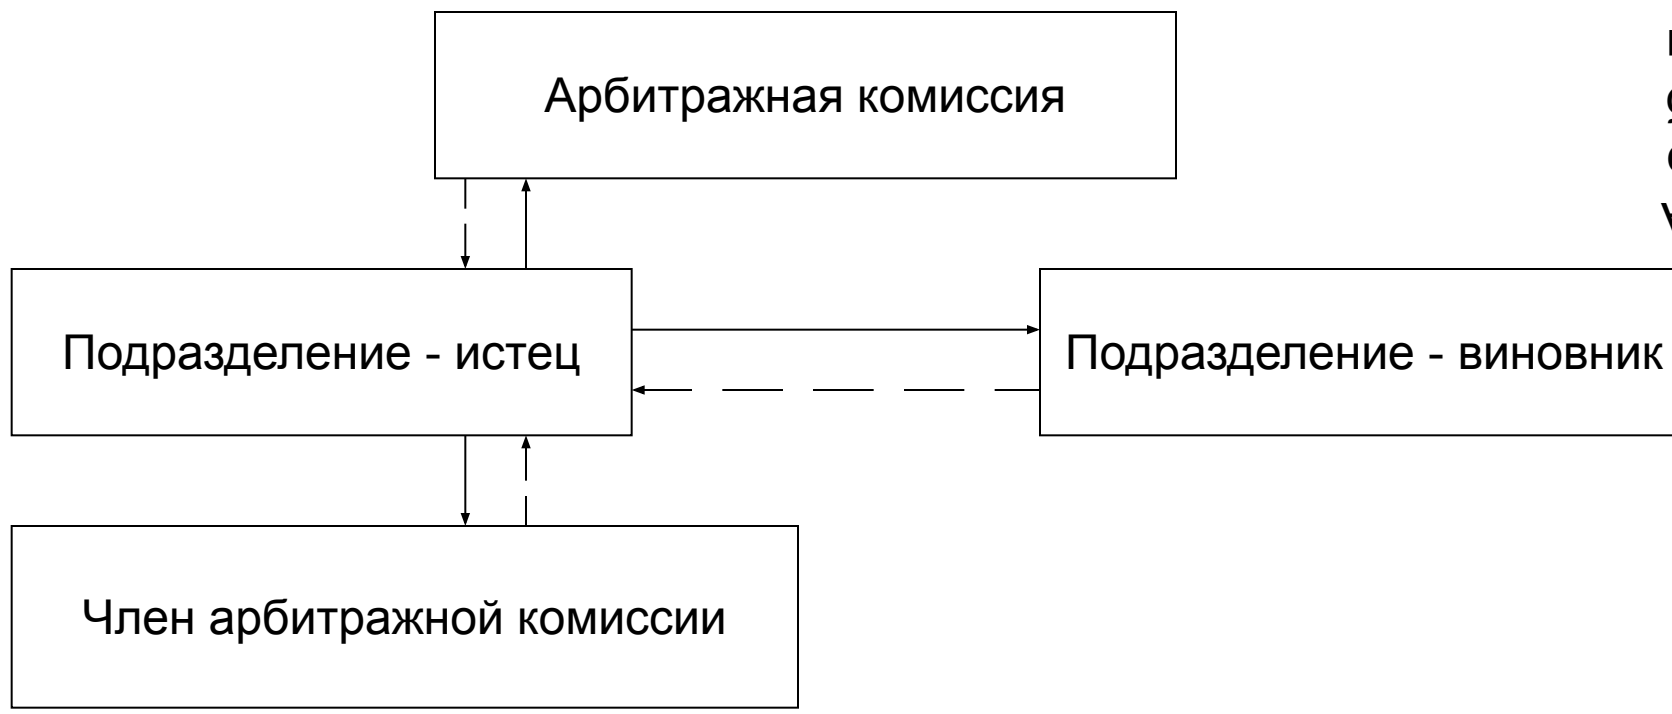 Арбитражная комиссия
Подразделение - истец
Подразделение - виновник
Член арбитражной комиссии